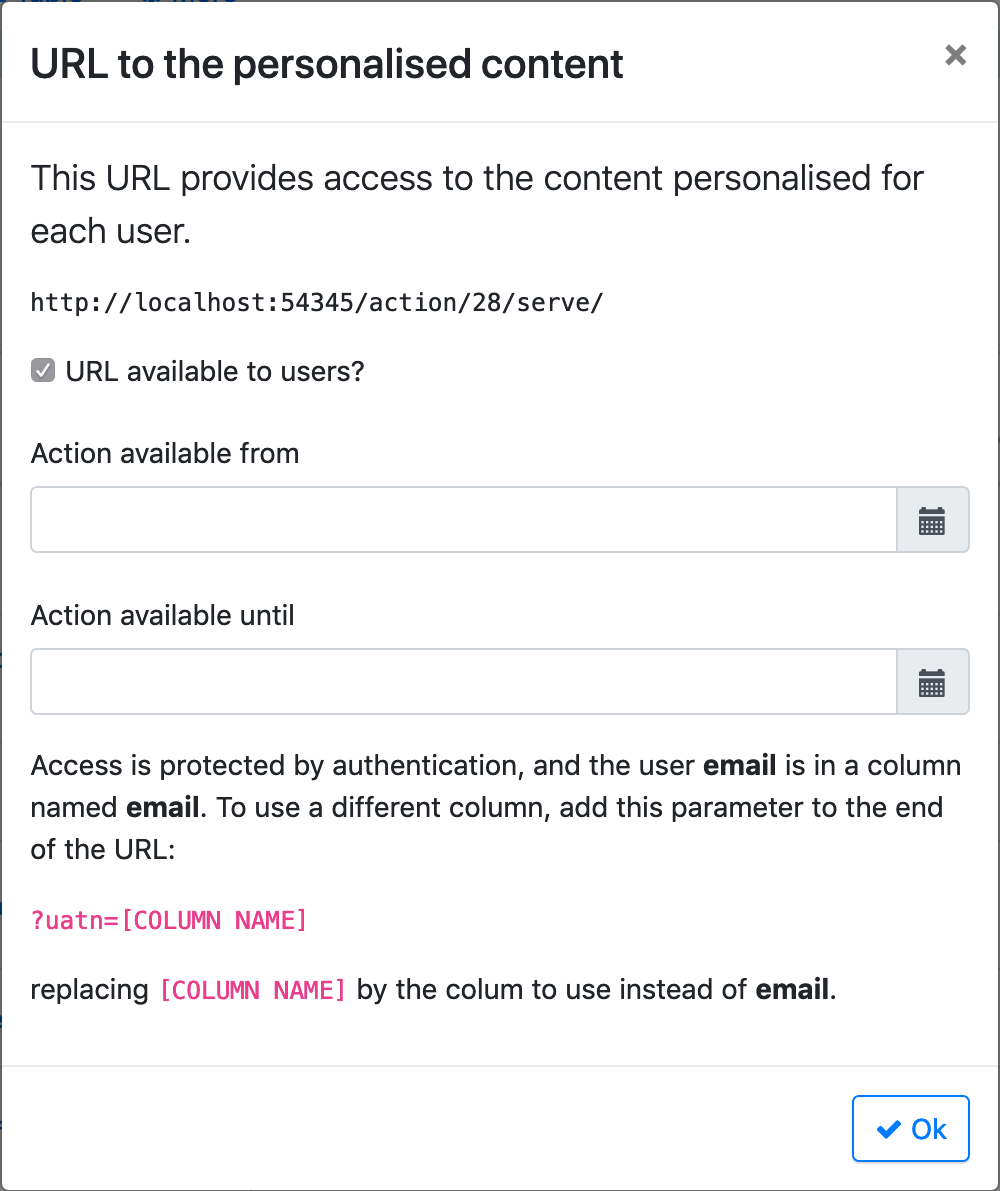 URL to the personalised content
This URL provides access to the content personalised for
each user.
http://localhost:54345/action/28/serve/
URL available to users?
Action available from
Action available until
Access is protected by authentication, and the user email is in a column
named email. To use a different column, add this parameter to the end
of the URL:
?uatn=[COLUMN NAME]
replacing [COLUMN NAME] by the colum to use instead of email.
Ok